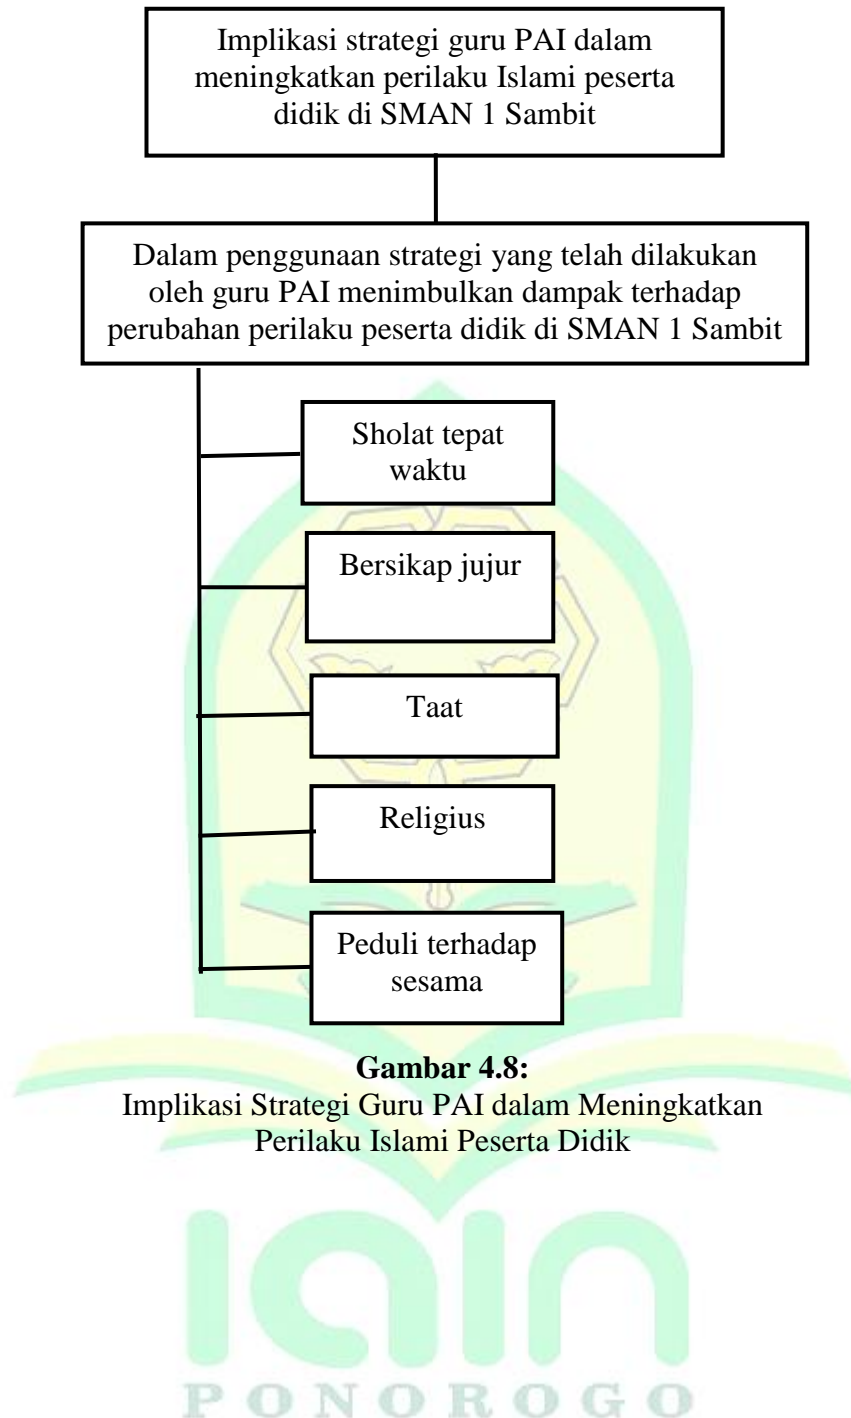 Implikasi strategi guru PAI dalam
meningkatkan perilaku Islami peserta
didik di SMAN 1 Sambit
Dalam penggunaan strategi yang telah dilakukan
oleh guru PAI menimbulkan dampak terhadap
perubahan perilaku peserta didik di SMAN 1 Sambit
Sholat tepat
waktu
Bersikap jujur
Taat
Religius
Peduli terhadap
sesama
Gambar 4.8:
Implikasi Strategi Guru PAI dalam Meningkatkan
Perilaku Islami Peserta Didik
iain
PONOROGO